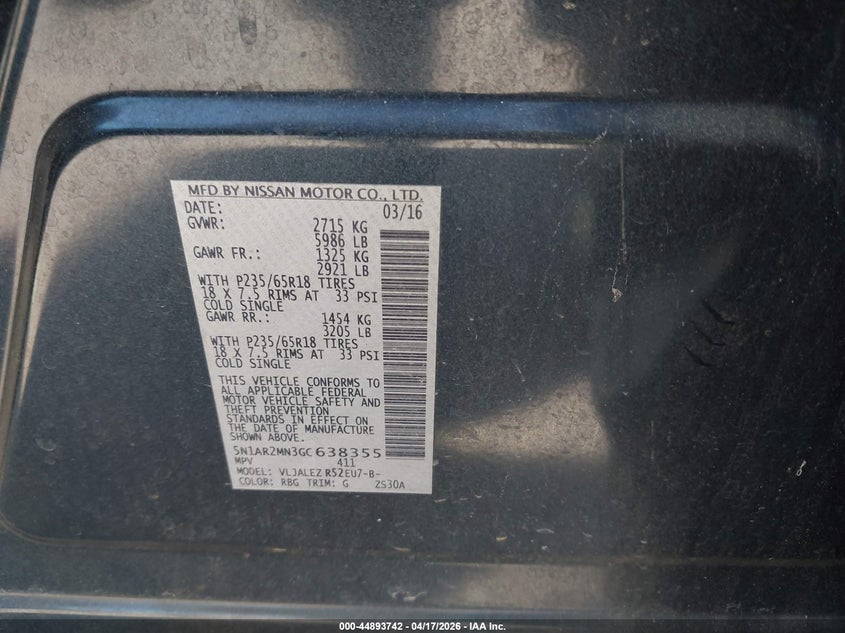 MFD BY NISSAN MOTOR CO., LTD.
DATE: 03/16
GVWR: 2715 KG
5986 LB
GAWR FR.: 1325 KG
2921 LB
WITH P235/65R18 TIRES
18 X 7.5 RIMS AT 33 PSI
COLD SINGLE
GAWR RR.: 1454 KG
3205 LB
WITH P235/65R18 TIRES
18 X 7.5 RIMS AT 33 PSI
COLD SINGLE
THIS VEHICLE CONFORMS TO
ALL APPLICABLE FEDERAL
MOTOR VEHICLE SAFETY AND
THEFT PREVENTION
STANDARDS IN EFFECT ON
THE DATE OF MANUFACTURE
SHOWN ABOVE.
5N1AR2MN3GC638355
MPV 411
MODEL: VLJALEZ R52EU7-B-
COLOR: RBG TRIM: G ZS30A
000-44893742 - 04/17/2026 - IAA Inc.